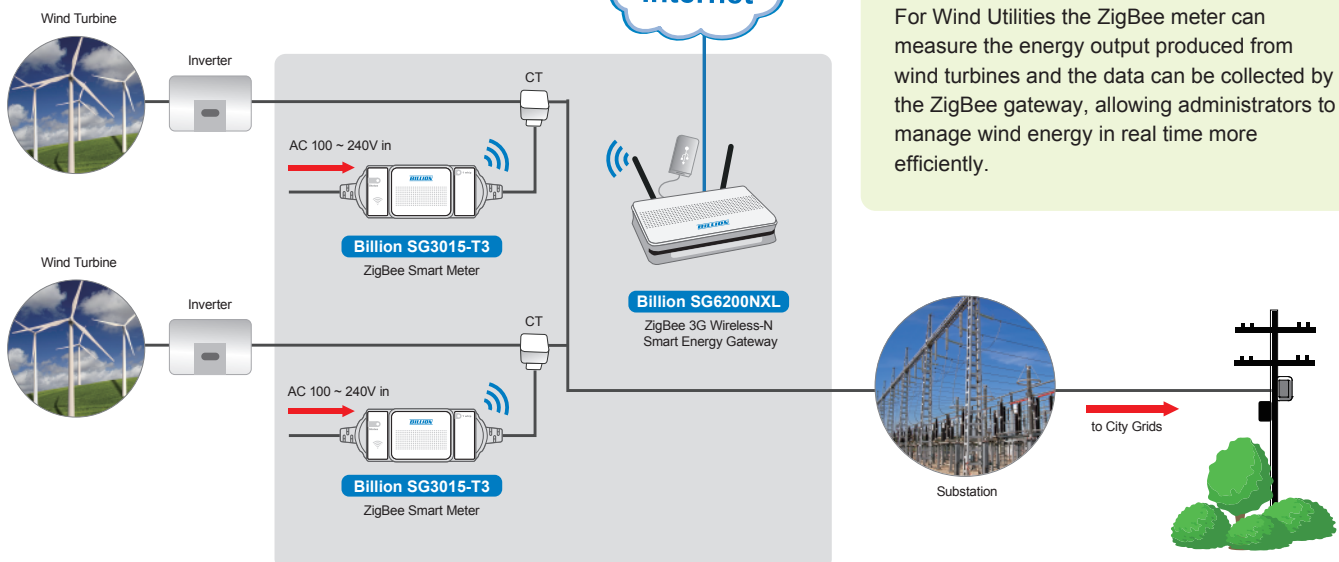 Internet
For Wind Utilities the ZigBee meter can
measure the energy output produced from
wind turbines and the data can be collected by
the ZigBee gateway, allowing administrators to
manage wind energy in real time more
efficiently.
Wind Turbine
Inverter
CT
AC 100 ~ 240V in
BILLION
Billion SG3015-T3
ZigBee Smart Meter
BILLION
Billion SG6200NXL
ZigBee 3G Wireless-N
Smart Energy Gateway
Wind Turbine
Inverter
CT
AC 100 ~ 240V in
BILLION
Billion SG3015-T3
ZigBee Smart Meter
Substation
to City Grids